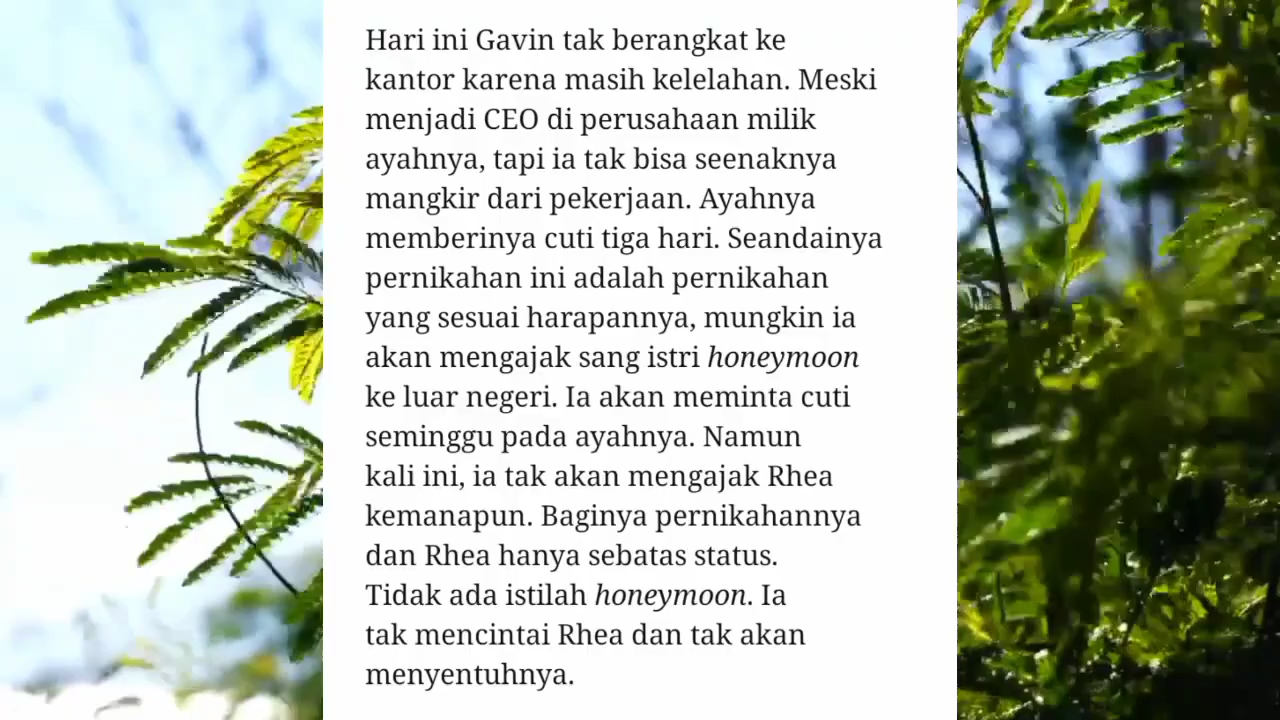 Hari ini Gavin tak berangkat ke
kantor karena masih kelelahan. Meski
menjadi CEO di perusahaan milik
ayahnya, tapi ia tak bisa seenaknya
mangkir dari pekerjaan. Ayahnya
memberinya cuti tiga hari. Seandainya
pernikahan ini adalah pernikahan
yang sesuai harapannya, mungkin ia
akan mengajak sang istri honeymoon
ke luar negeri. Ia akan meminta cuti
seminggu pada ayahnya. Namun
kali ini, ia tak akan mengajak Rhea
kemanapun. Baginya pernikahannya
dan Rhea hanya sebatas status.
Tidak ada istilah honeymoon. Ia
tak mencintai Rhea dan tak akan
menyentuhnya.